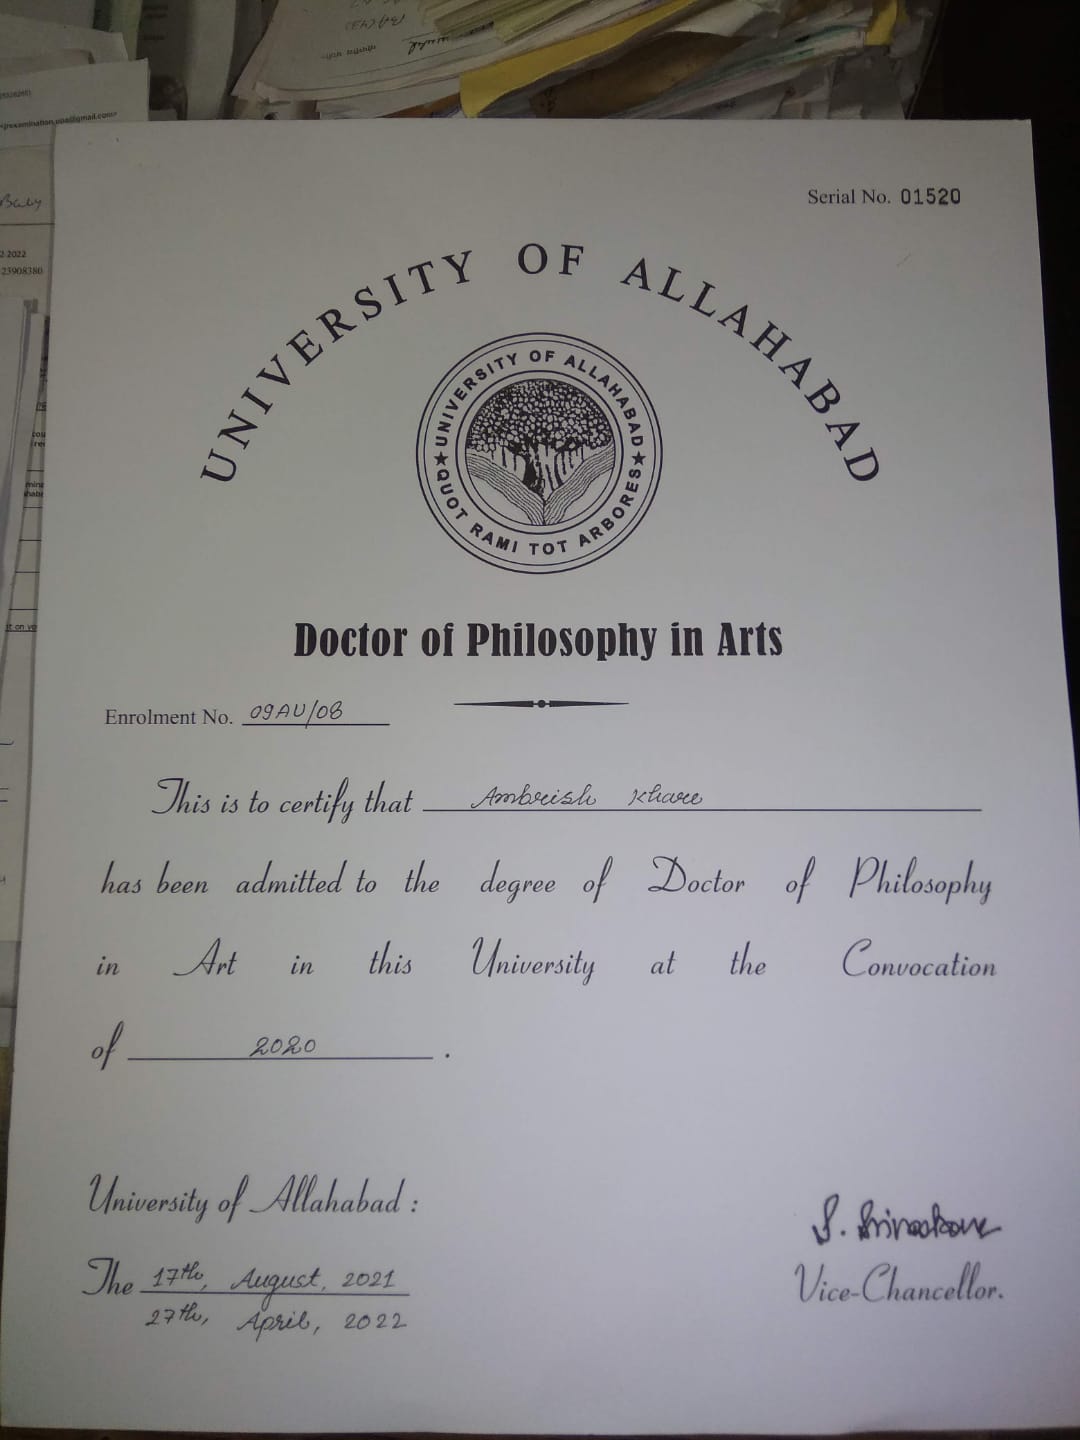 Serial No. 01520
UNIVERSITY OF ALLAHABAD
UNIVERSITY OF ALLAHABAD
QUOT RAMI TOT ARBORES
Doctor of Philosophy in Arts
Enrolment No. 09AU/08
This is to certify that Ambrish Khare
has been admitted to the degree of Doctor of Philosophy
in Art in this University at the Convocation
of 2020 .
University of Allahabad :
The 17th, August, 2021
27th, April, 2022
S. Srivastava
Vice-Chancellor.
23908380